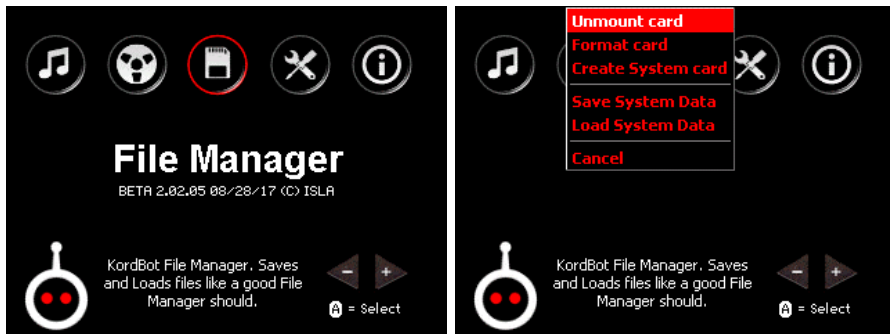 File Manager
BETA 2.02.05 08/28/17 (C) ISLA
KordBot File Manager. Saves
and Loads files like a good File
Manager should.
- +
A = Select
Unmount card
Format card
Create System card
Save System Data
Load System Data
Cancel
KordBot File Manager. Saves
and Loads files like a good File
Manager should.
- +
A = Select